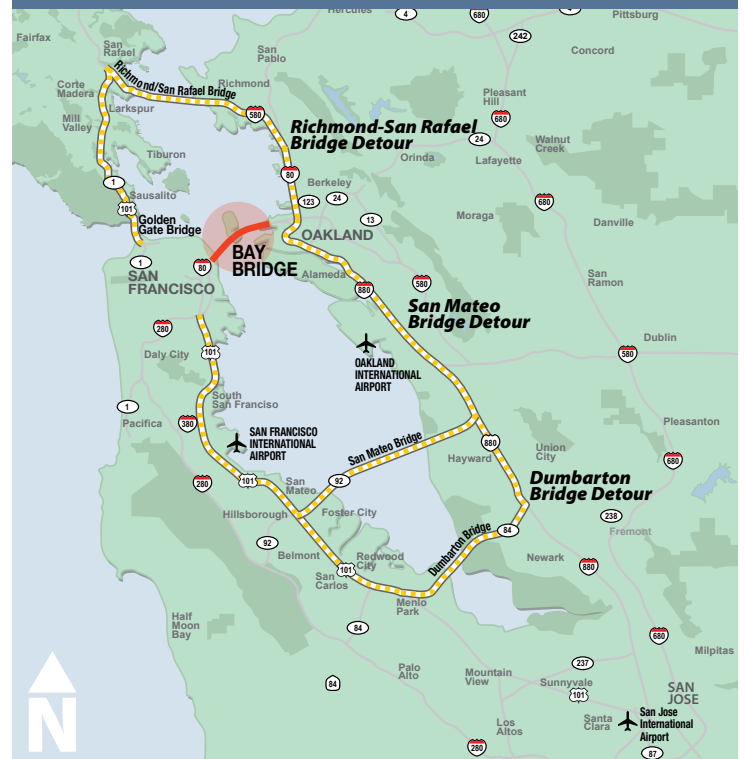 Hercules
4
680
4
Pittsburg
Fairfax
San
Rafael
San
Pablo
242
Concord
Richmond/San Rafael Bridge
Richmond
Corte
Madera
Larkspur
580
Pleasant
Hill
680
Mill
Valley
Richmond-San Rafael
Bridge Detour
24
Walnut
Creek
Orinda
Lafayette
Tiburon
80
1
Berkeley
Sausalito
123
24
680
101
Golden
Gate Bridge
13
Moraga
Danville
OAKLAND
BAY
BRIDGE
1
80
SAN
FRANCISCO
Alameda
880
580
San
Ramon
San Mateo
Bridge Detour
280
Daly City
101
OAKLAND
INTERNATIONAL
AIRPORT
Dublin
580
1
Pacifica
South
San Franciso
380
SAN FRANCISCO
INTERNATIONAL
AIRPORT
San Mateo Bridge
880
Hayward
Union
City
Pleasanton
680
280
101
San
Mateo
92
Dumbarton
Bridge Detour
Hillsborough
Foster City
238
Fremont
84
92
Belmont
Redwood
City
Dumbarton Bridge
Newark
880
San
Carlos
101
Menlo
Park
Half
Moon
Bay
84
680
Milpitas
84
Palo
Alto
Mountain
View
237
Sunnyvale
101
SAN
JOSE
N
Los
Altos
Santa
Clara
San Jose
International
Airport
280
87